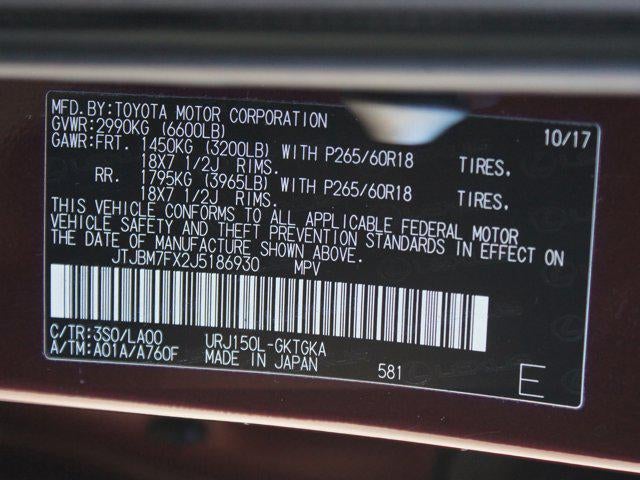 MFD.BY:TOYOTA MOTOR CORPORATION 10/17
GVWR:2990KG (6600LB)
GAWR:FRT. 1450KG (3200LB) WITH P265/60R18 TIRES,
18X7 1/2J RIMS.
RR. 1795KG (3965LB) WITH P265/60R18 TIRES,
18X7 1/2J RIMS.
THIS VEHICLE CONFORMS TO ALL APPLICABLE FEDERAL MOTOR
VEHICLE SAFETY AND THEFT PREVENTION STANDARDS IN EFFECT ON
THE DATE OF MANUFACTURE SHOWN ABOVE.
JTJBM7FX2J5186930 MPV
C/TR:3S0/LA00 URJ150L-GKTGKA
A/TM:A01A/A760F MADE IN JAPAN 581 E